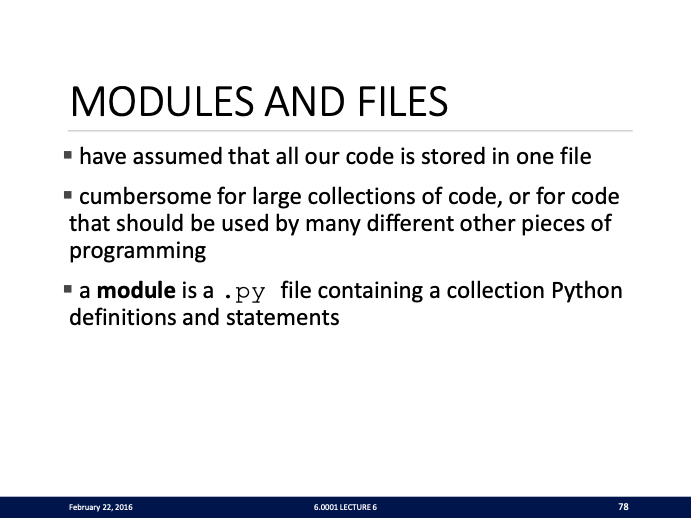 MODULES AND FILES
▪ have assumed that all our code is stored in one file
▪ cumbersome for large collections of code, or for code
that should be used by many different other pieces of
programming
▪ a module is a .py file containing a collection Python
definitions and statements
February 22, 2016
6.0001 LECTURE 6
78